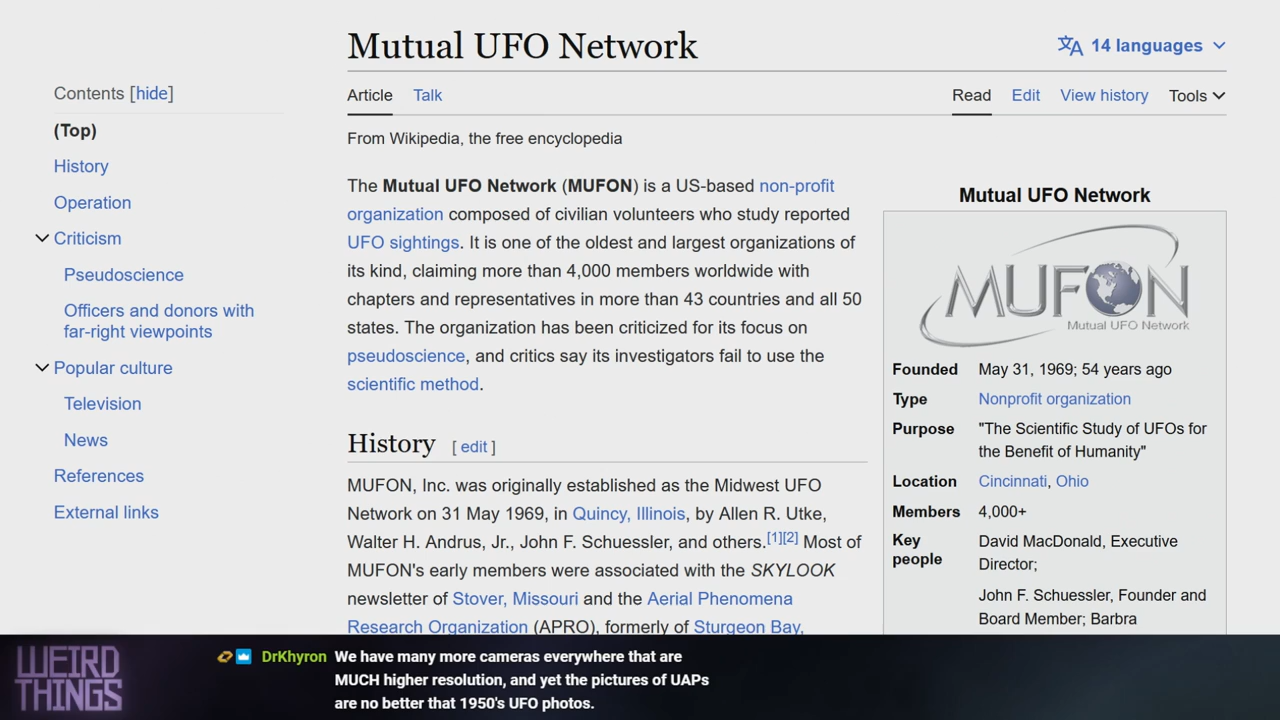 Mutual UFO Network
14 languages
Contents [hide]
(Top)
History
Operation
Criticism
Pseudoscience
Officers and donors with
far-right viewpoints
Popular culture
Television
News
References
External links
Article Talk
Read Edit View history Tools
From Wikipedia, the free encyclopedia
The Mutual UFO Network (MUFON) is a US-based non-profit
organization composed of civilian volunteers who study reported
UFO sightings. It is one of the oldest and largest organizations of
its kind, claiming more than 4,000 members worldwide with
chapters and representatives in more than 43 countries and all 50
states. The organization has been criticized for its focus on
pseudoscience, and critics say its investigators fail to use the
scientific method.
History [ edit ]
MUFON, Inc. was originally established as the Midwest UFO
Network on 31 May 1969, in Quincy, Illinois, by Allen R. Utke,
Walter H. Andrus, Jr., John F. Schuessler, and others.[1][2] Most of
MUFON's early members were associated with the SKYLOOK
newsletter of Stover, Missouri and the Aerial Phenomena
Research Organization (APRO), formerly of Sturgeon Bay,
Mutual UFO Network
MUFON
Mutual UFO Network
Founded May 31, 1969; 54 years ago
Type Nonprofit organization
Purpose "The Scientific Study of UFOs for
the Benefit of Humanity"
Location Cincinnati, Ohio
Members 4,000+
Key people David MacDonald, Executive
Director;
John F. Schuessler, Founder and
Board Member; Barbra
WEIRD
THINGS
DrKhyron We have many more cameras everywhere that are
MUCH higher resolution, and yet the pictures of UAPs
are no better that 1950's UFO photos.